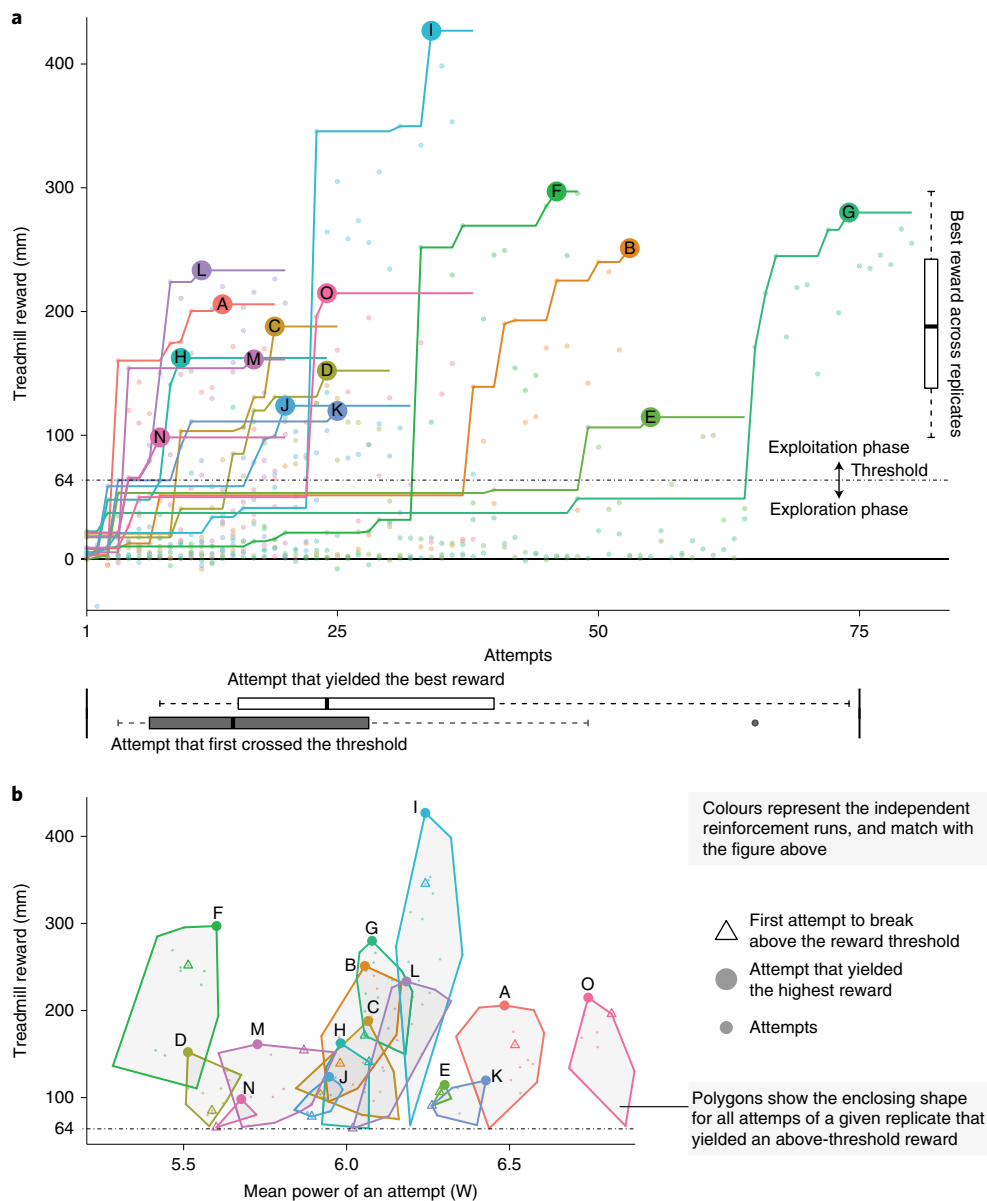 a
400
300
200
100
64
0
Treadmill reward (mm)
I
F
G
B
L
A
O
C
H
M
D
J
K
E
N
Best reward across replicates
Exploitation phase
Threshold
Exploration phase
1
25
50
75
Attempts
Attempt that yielded the best reward
Attempt that first crossed the threshold
b
Colours represent the independent
reinforcement runs, and match with
the figure above
400
300
200
100
64
Treadmill reward (mm)
I
F
G
B
L
A
O
C
D
M
H
J
N
E
K
First attempt to break
above the reward threshold
Attempt that yielded
the highest reward
Attempts
Polygons show the enclosing shape
for all attemps of a given replicate that
yielded an above-threshold reward
5.5
6.0
6.5
Mean power of an attempt (W)